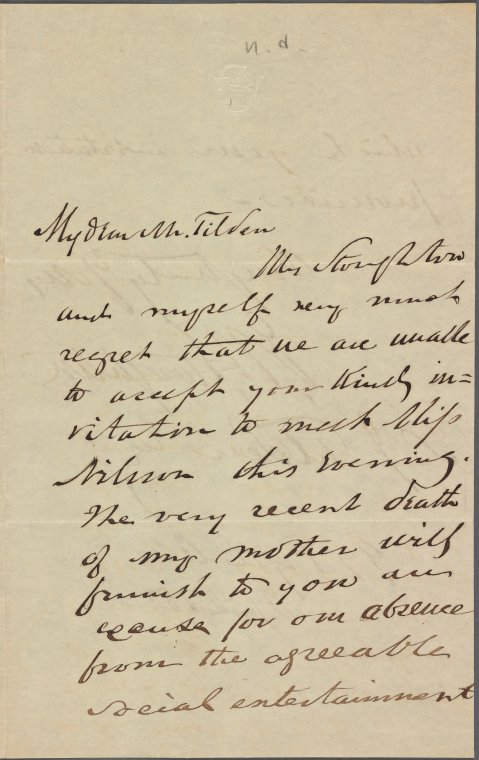 n.d.
My dear Mr. Tilden
Mrs Stoughton
and myself very much
regret that we are unable
to accept your kind in=
vitation to meet Miss
Nilsson this Evening.
The very recent death
of my mother will
furnish to you an
excuse for our absence
from the agreeable
social entertainment